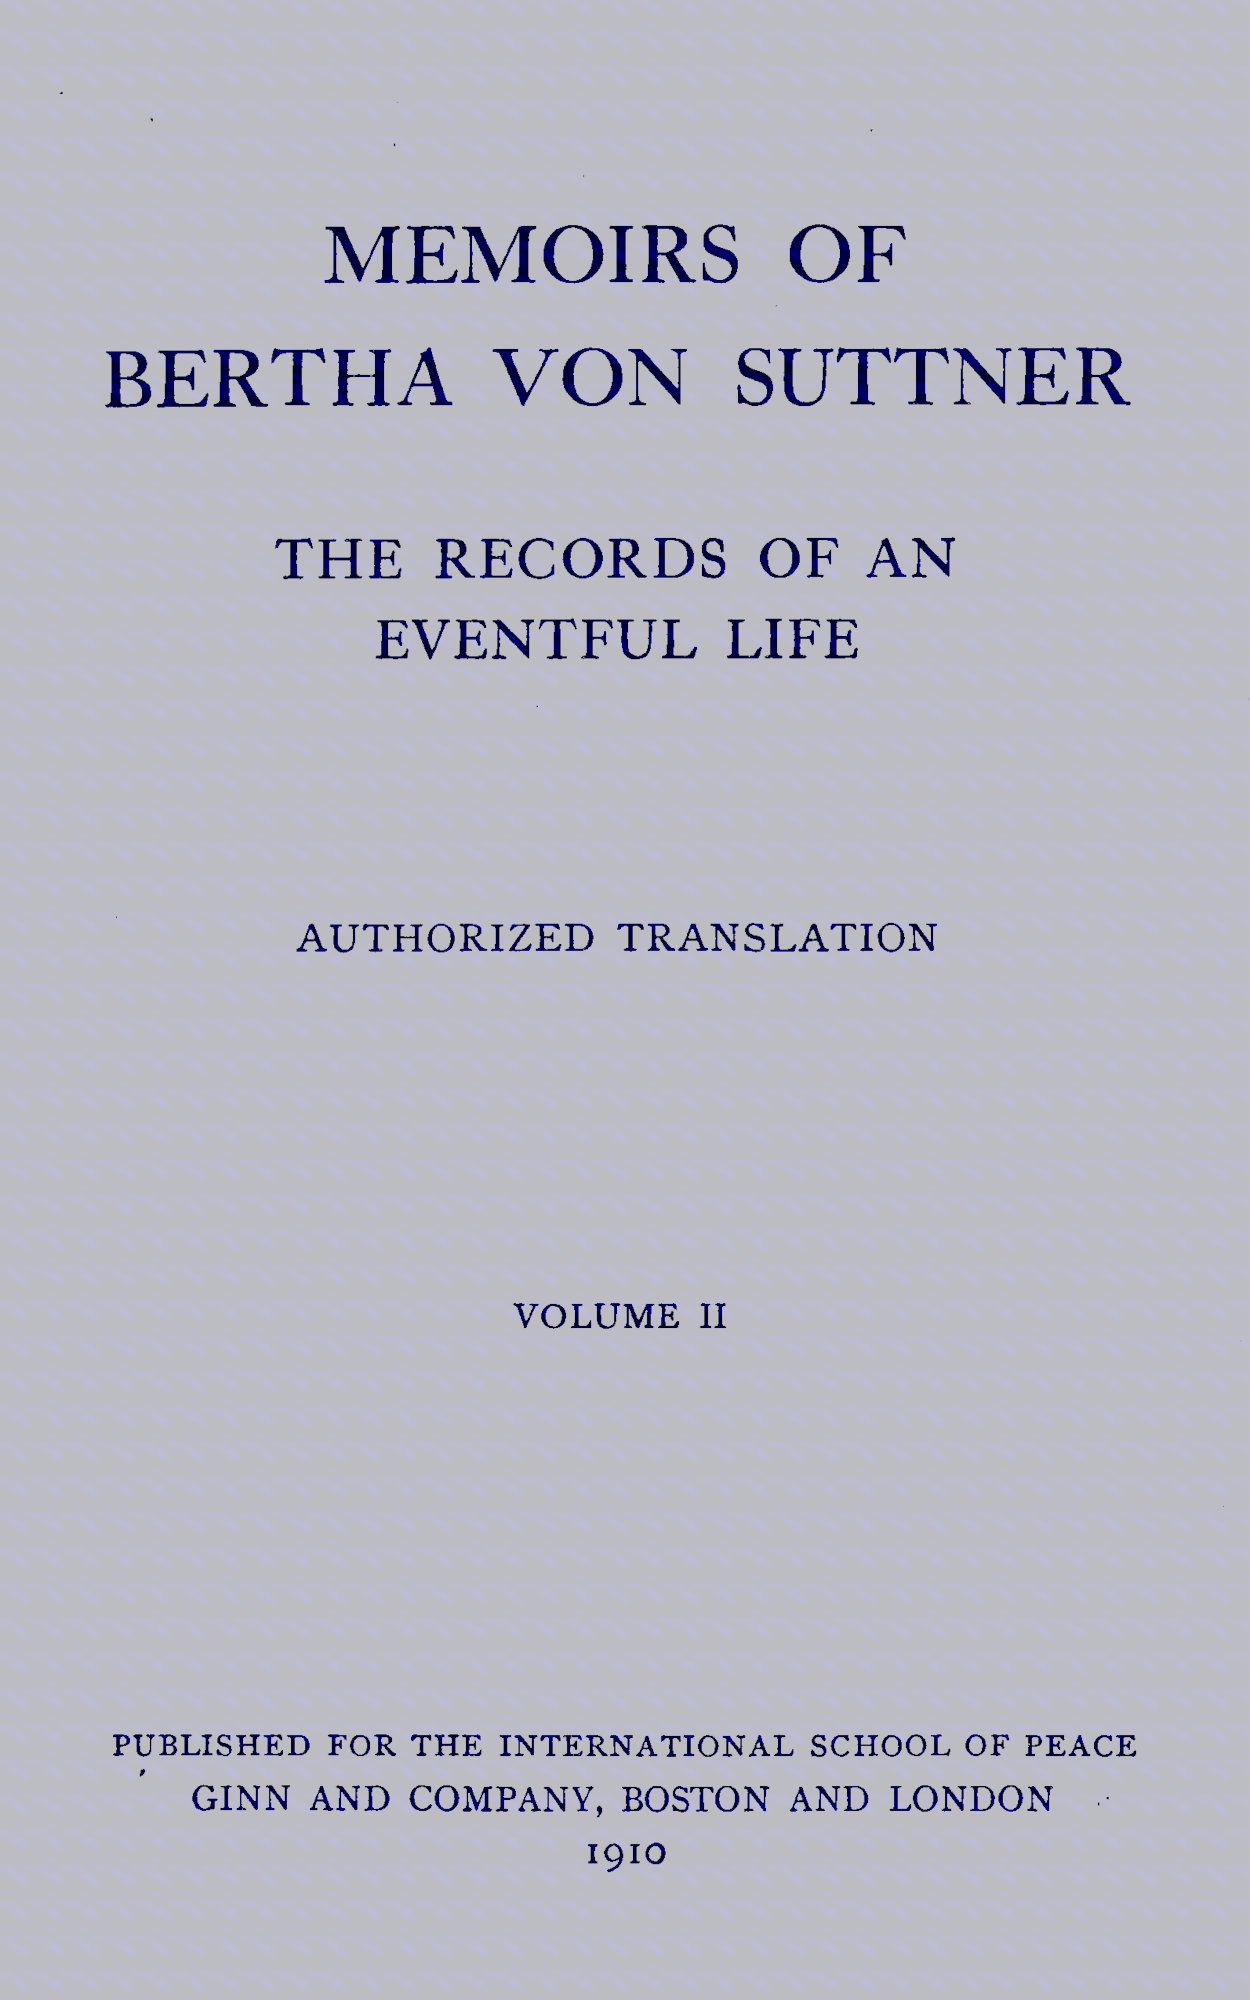 MEMOIRS OF
BERTHA VON SUTTNER
THE RECORDS OF AN
EVENTFUL LIFE
AUTHORIZED TRANSLATION
VOLUME II
PUBLISHED FOR THE INTERNATIONAL SCHOOL OF PEACE
GINN AND COMPANY, BOSTON AND LONDON
1910